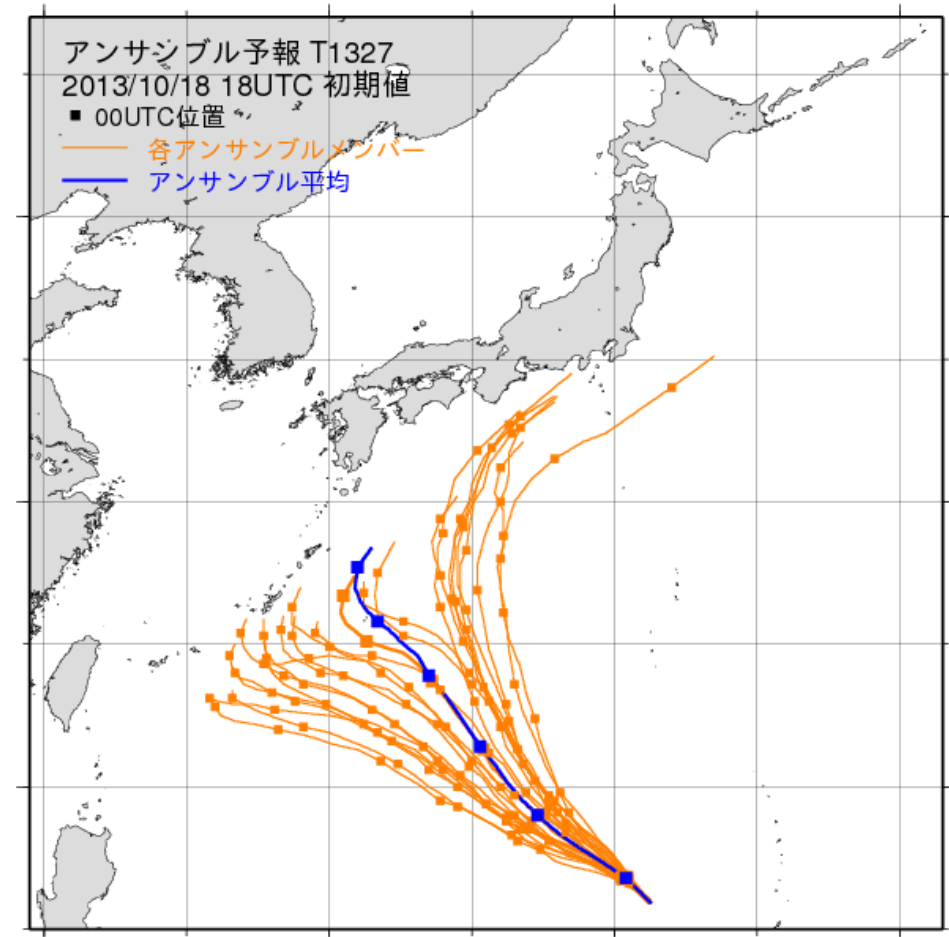 アンサンブル予報 T1327
2013/10/18 18UTC 初期値
■ 00UTC位置
各アンサンブルメンバー
アンサンブル平均